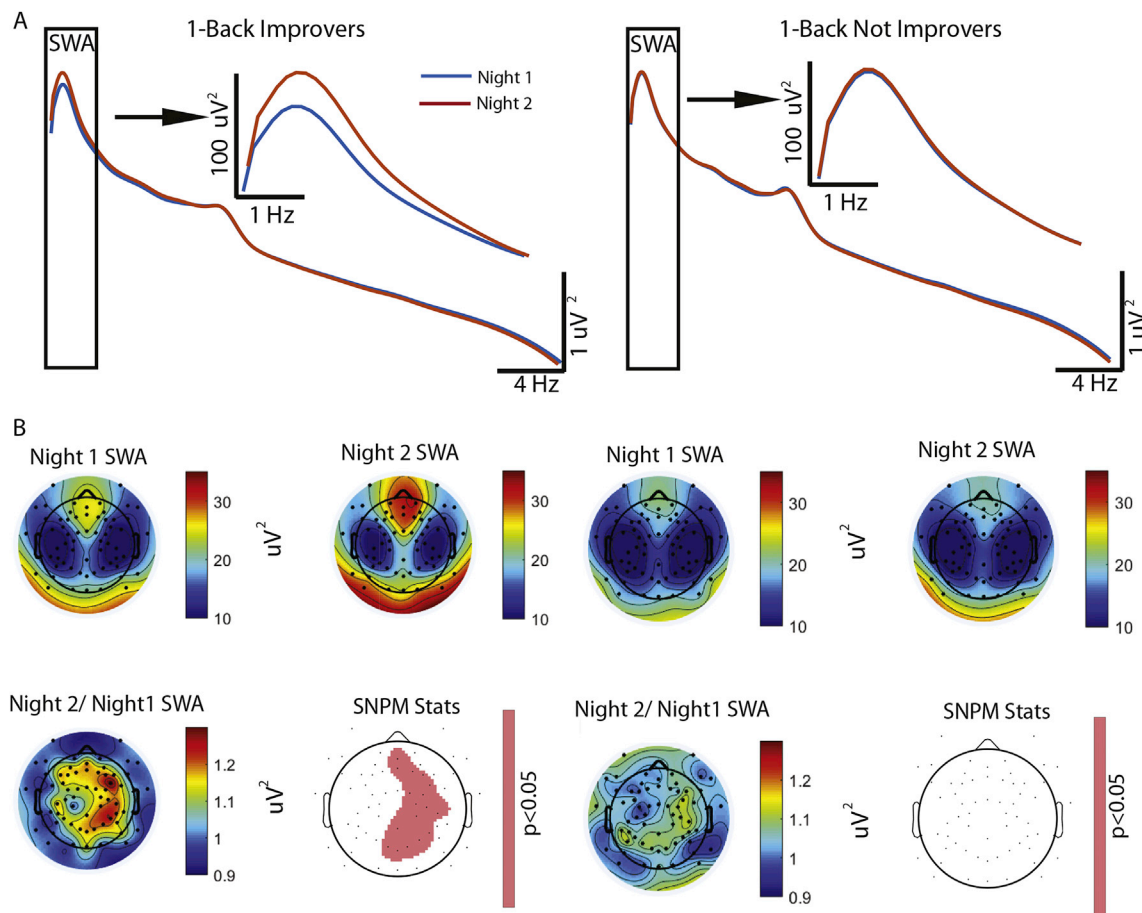 A
1-Back Improvers
SWA
100 uV²
1 Hz
Night 1
Night 2
1 uV²
4 Hz
1-Back Not Improvers
SWA
100 uV²
1 Hz
1 uV²
4 Hz
B
Night 1 SWA
30
20
10
uV²
Night 2 SWA
30
20
10
Night 1 SWA
30
20
10
uV²
Night 2 SWA
30
20
10
Night 2/ Night1 SWA
1.2
1.1
1
0.9
uV²
SNPM Stats
p<0.05
Night 2/ Night1 SWA
1.2
1.1
1
0.9
uV²
SNPM Stats
p<0.05